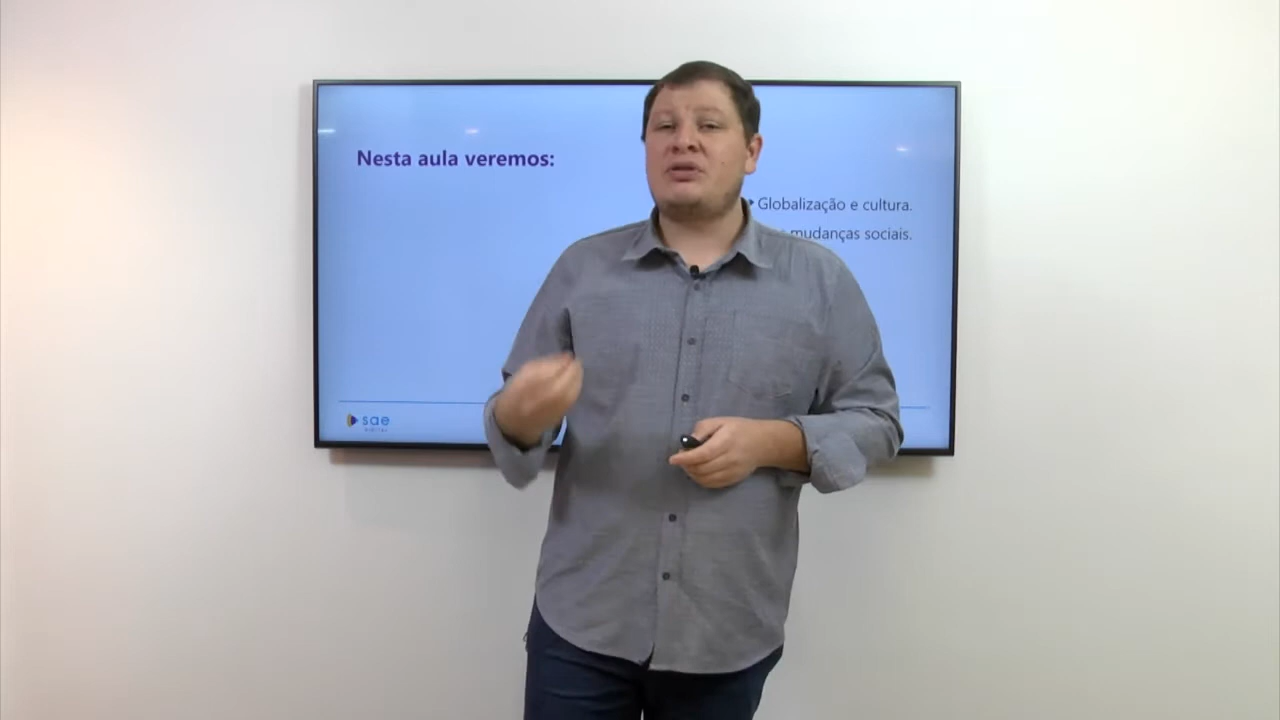 Nesta aula veremos:
Globalização e cultura.
mudanças sociais.
sae